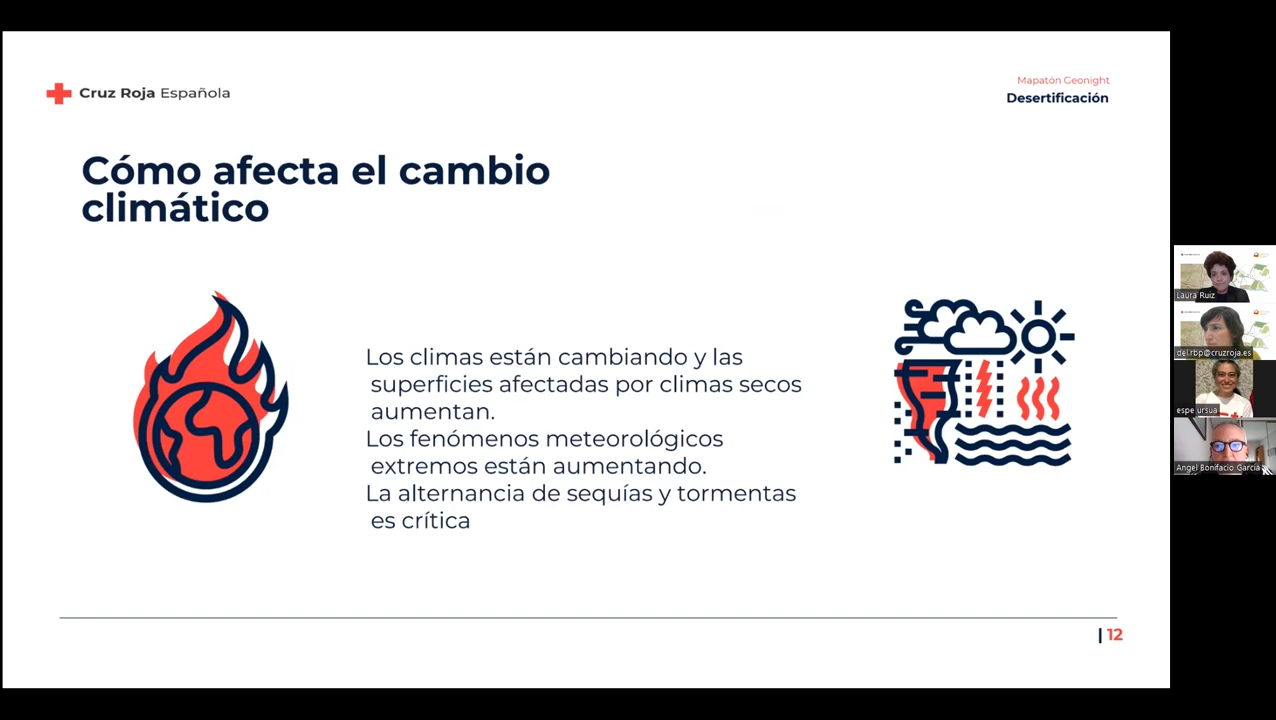 Cruz Roja Española
Mapatón Geonight
Desertificación
Cómo afecta el cambio
climático
Los climas están cambiando y las
superficies afectadas por climas secos
aumentan.
Los fenómenos meteorológicos
extremos están aumentando.
La alternancia de sequías y tormentas
es crítica
| 12
Laura Ruiz
del.rbp@cruzroja.es
espe ursua
Angel Bonifacio Garcia